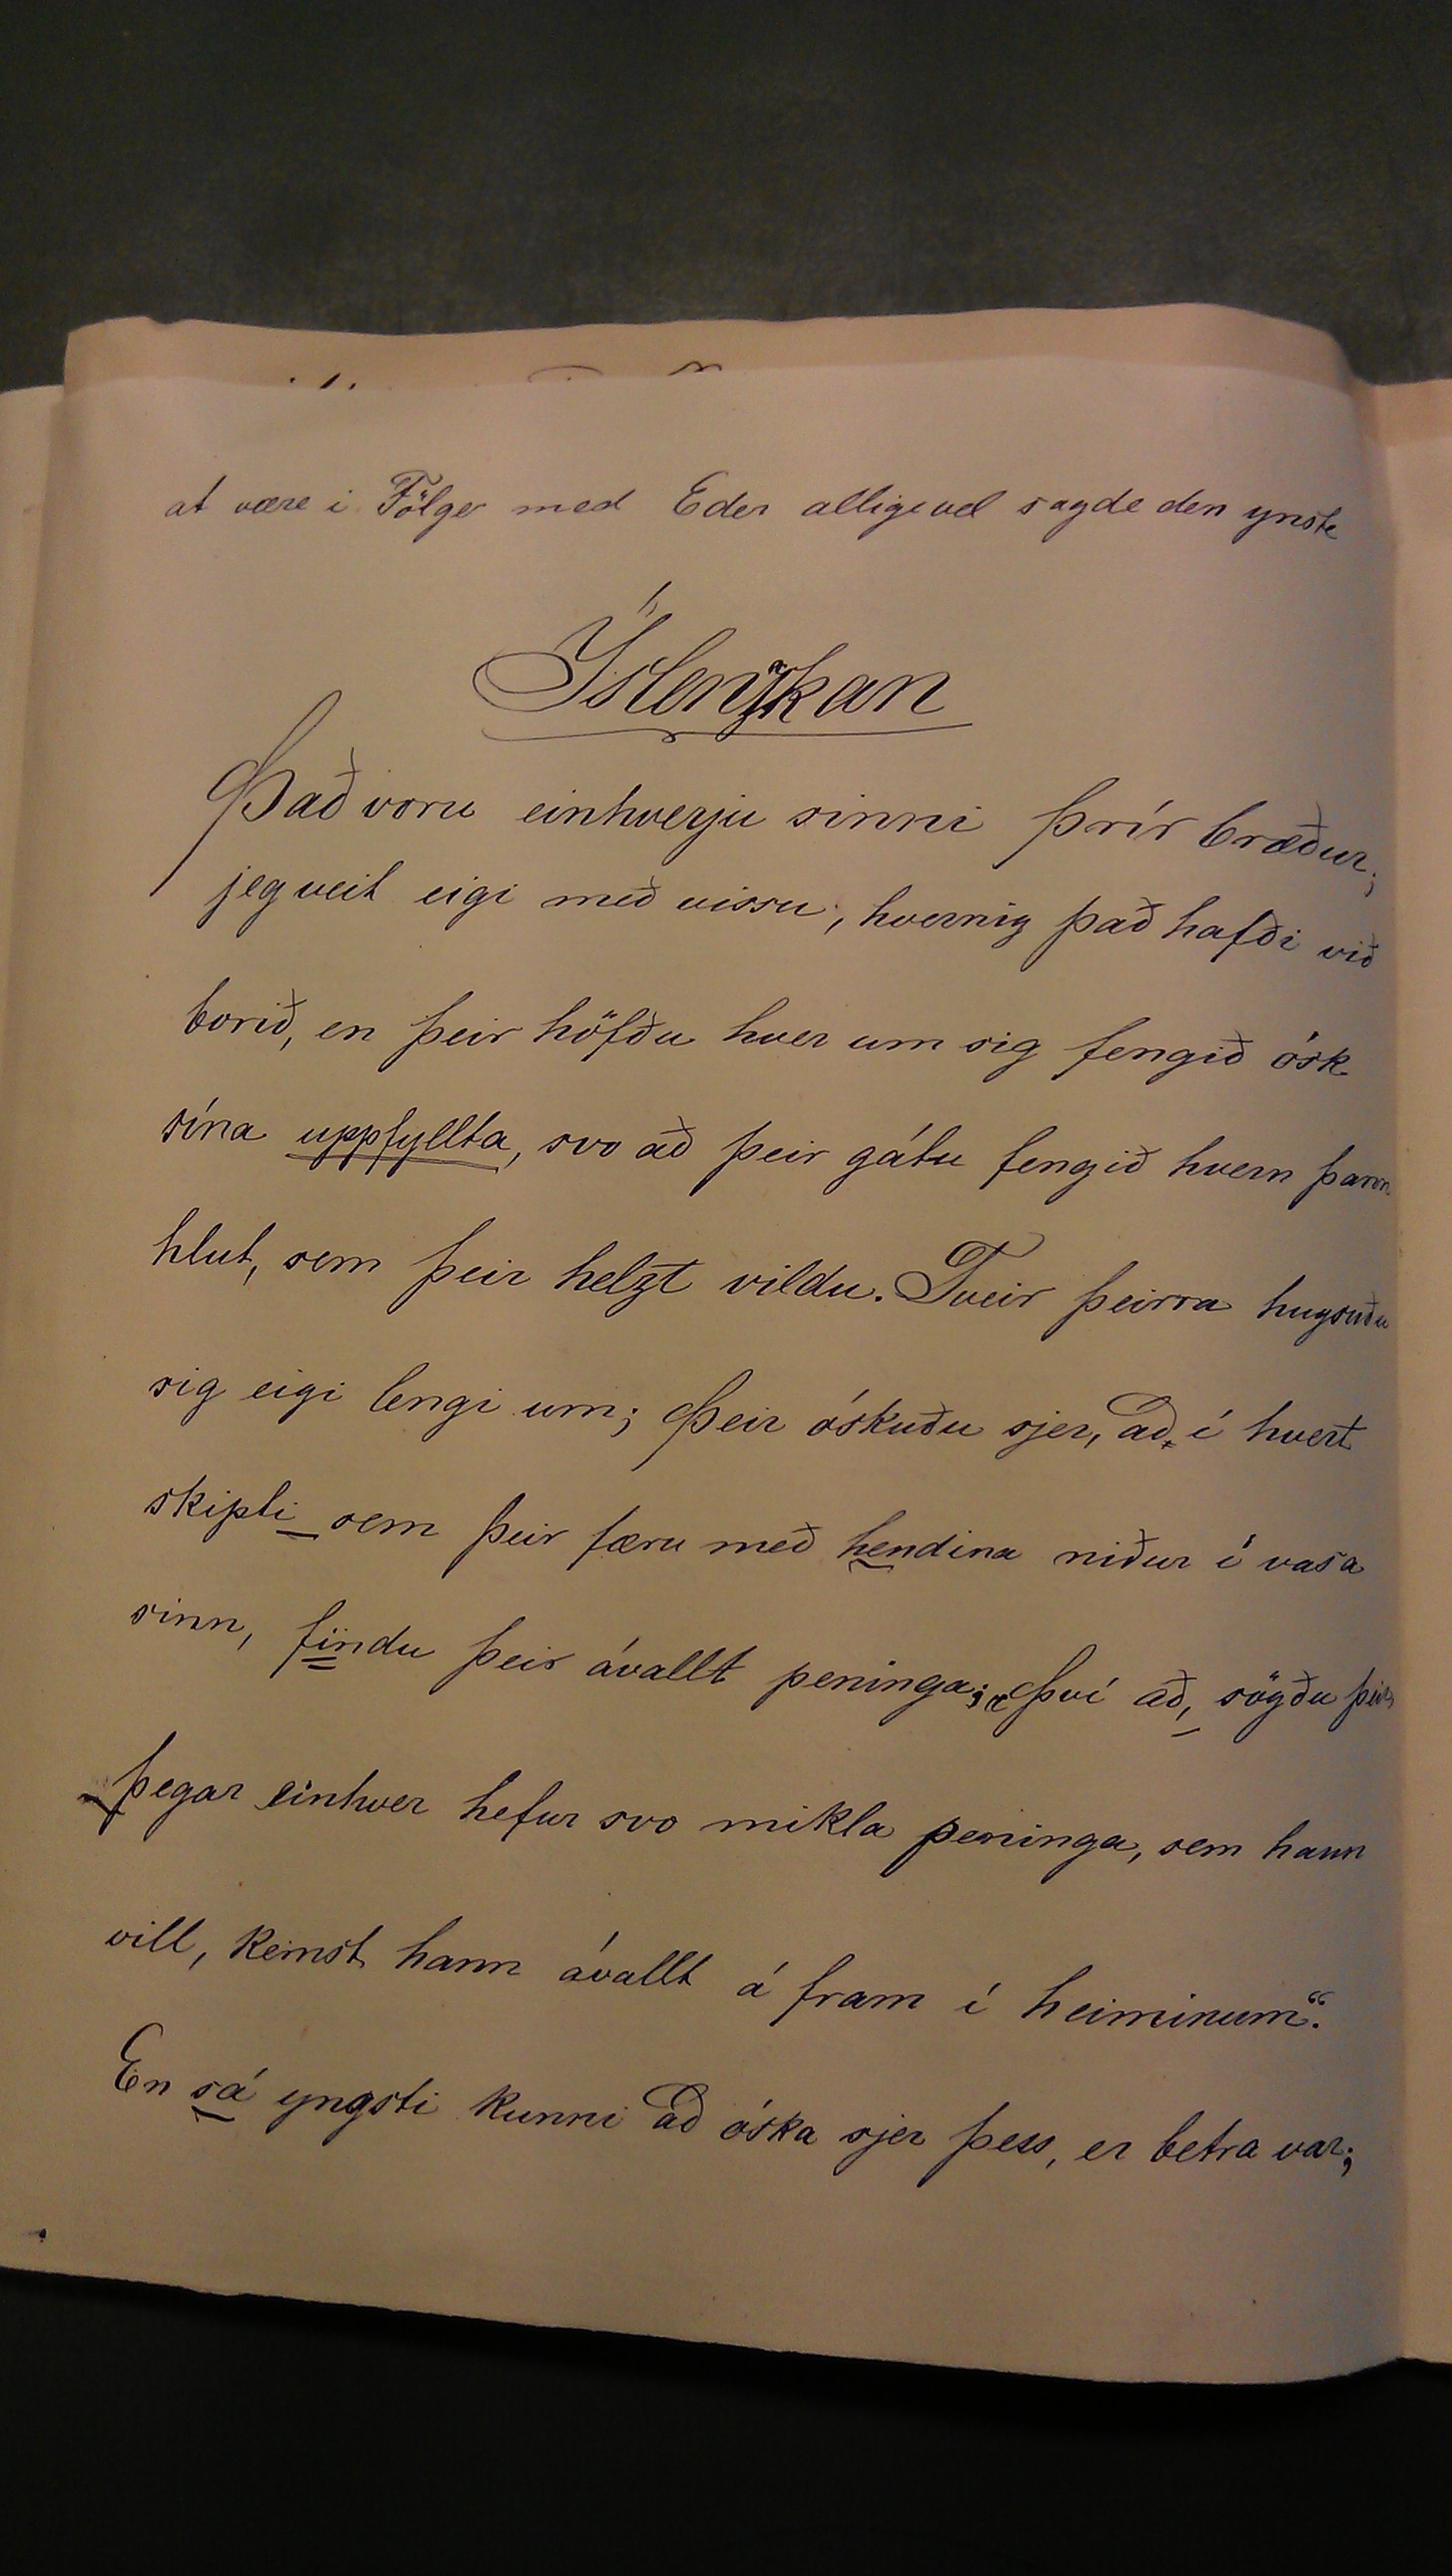 at være i Fölge med Eder alligevel sagde den ynste
Íslenzkan
Það voru einhverju sinni þrír bræður;
jeg veit eigi með vissu, hvernig það hafði við
borið, en þeir höfðu hver um sig fengið ósk
sína uppfyllta, svo að þeir gátu fengið hvern þann
hlut, sem þeir helzt vildu. Tveir þeirra hugsuðu
sig eigi lengi um; Þeir óskuðu sjer, að í hvert
skipti sem þeir færu með hendina niður í vasa
sinn, findu þeir ávallt peninga; „Því að, sögðu þeir
þegar einhver hefur svo mikla peninga, sem hann
vill, kemst hann ávallt á fram í heiminum“.
En sá yngsti kunni að óska sjer þess, er betra var;